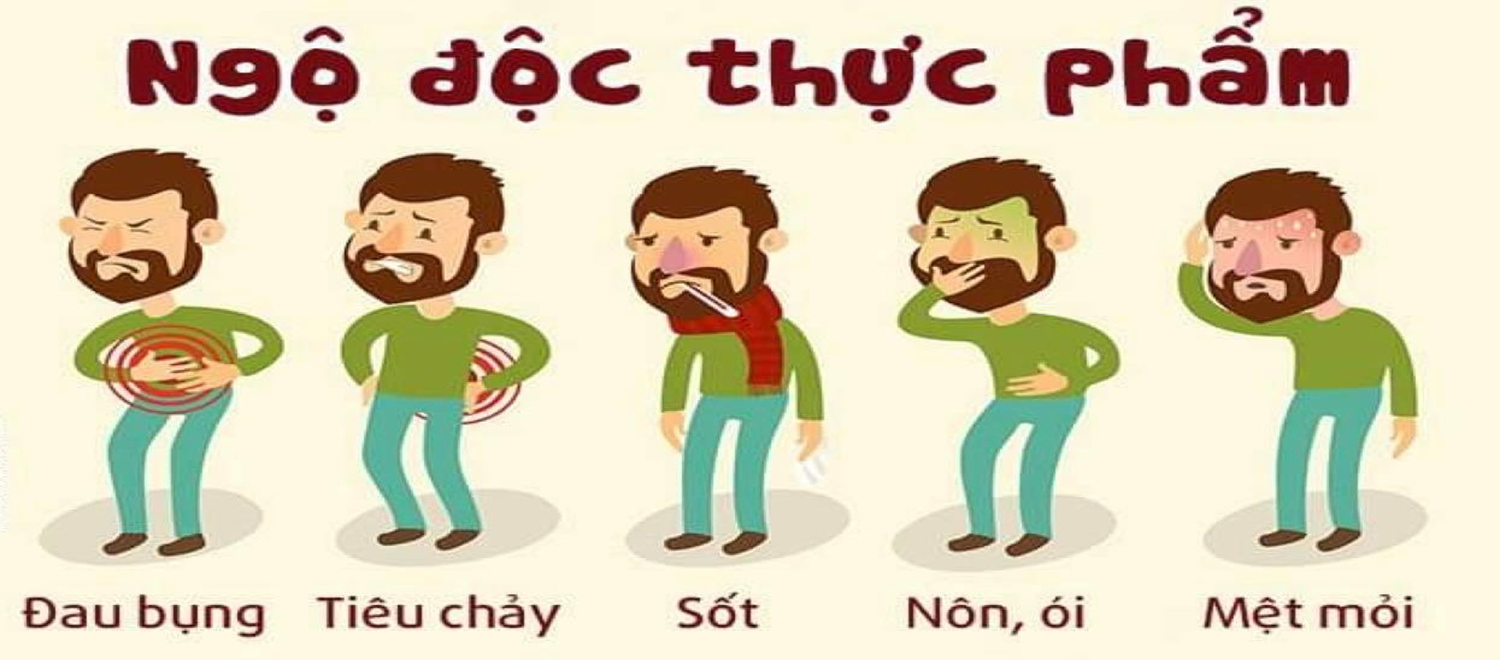 Ngộ độc thực phẩm
Đau bụng Tiêu chảy Sốt Nôn, ói Mệt mỏi